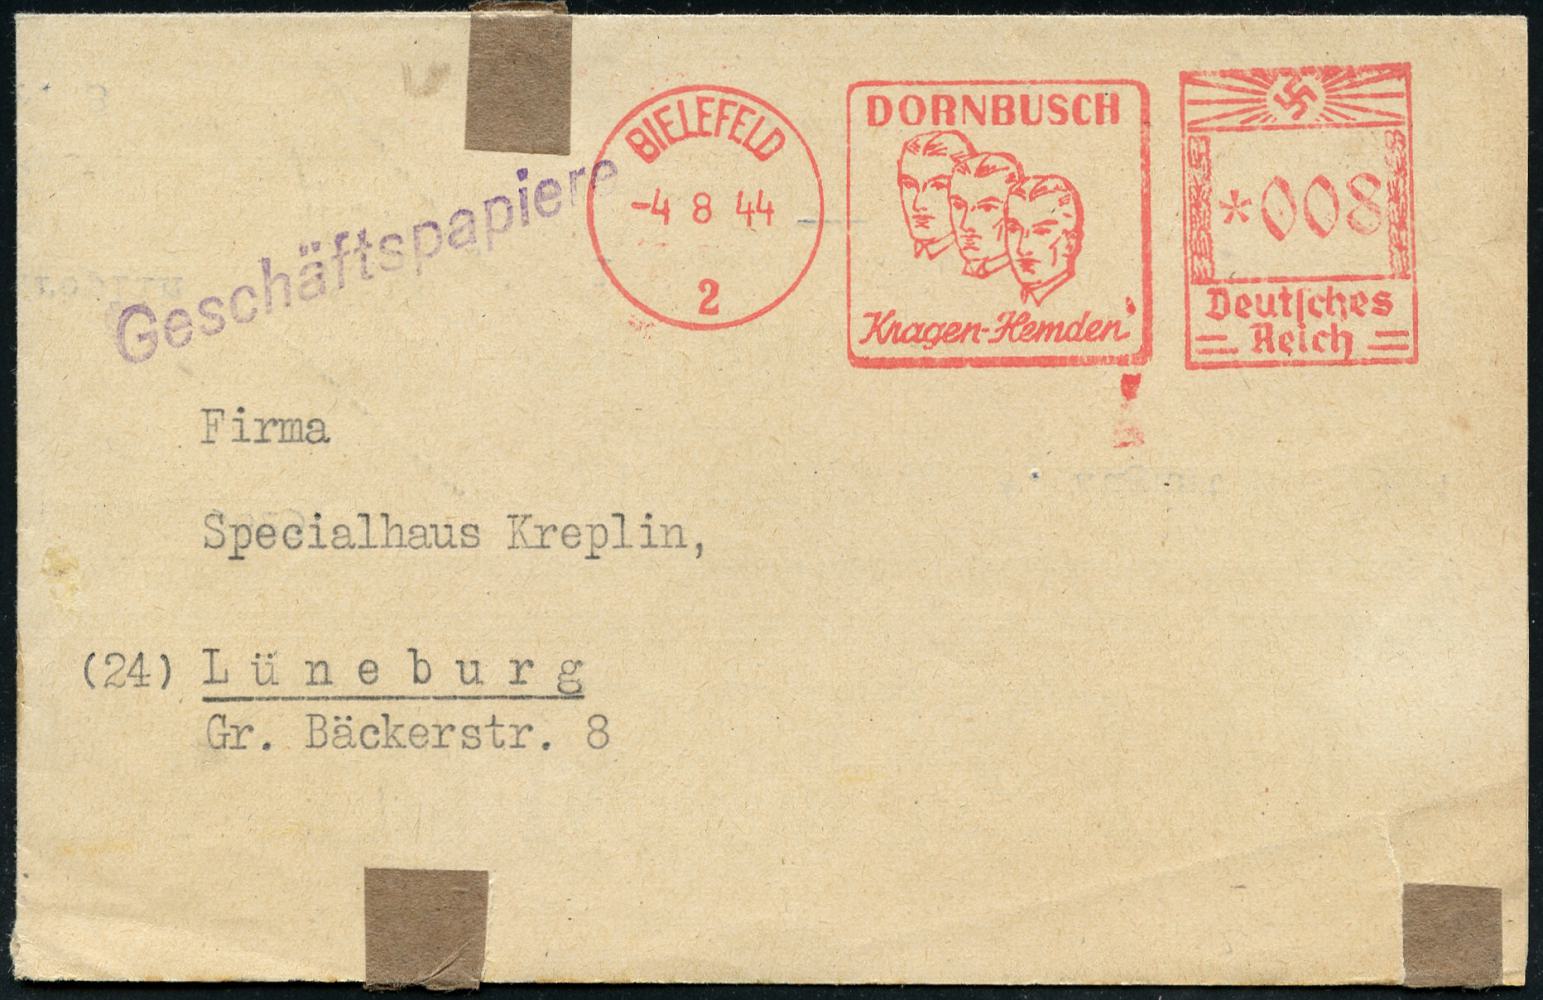 Geschäftspapiere
BIELEFELD
-4 8 44
2
DORNBUSCH
Kragen-Hemden
*008
Deutsches
Reich
Firma
Specialhaus Kreplin,
(24) Lüneburg
Gr. Bäckerstr. 8